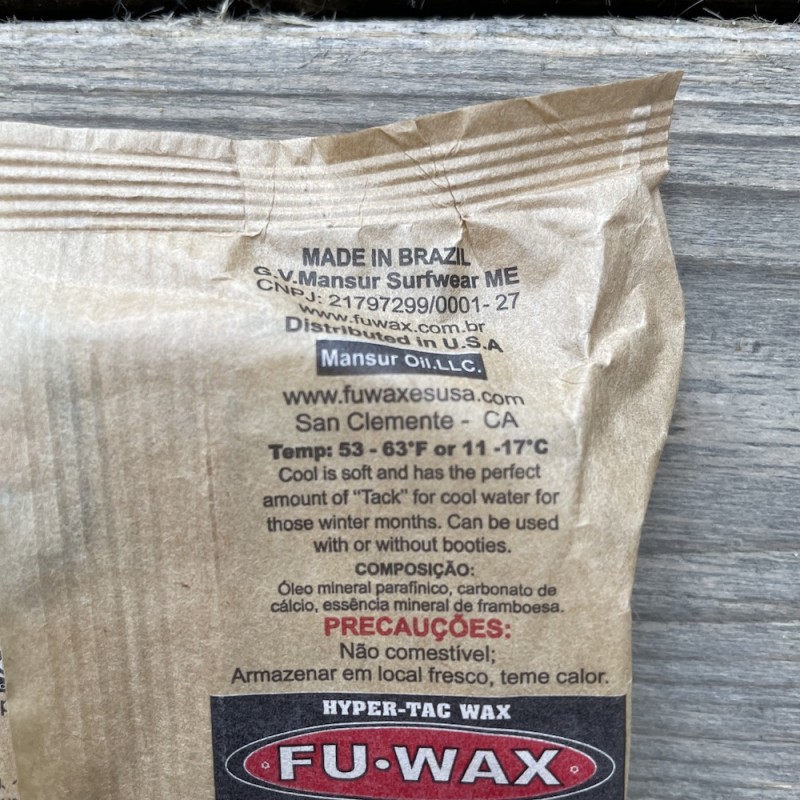 MADE IN BRAZIL
G.V.Mansur Surfwear ME
CNPJ: 21797299/0001- 27
www.fuwax.com.br
Distributed in U.S.A
Mansur Oil.LLC.
www.fuwaxesusa.com
San Clemente - CA
Temp: 53 - 63°F or 11 -17°C
Cool is soft and has the perfect
amount of “Tack” for cool water for
those winter months. Can be used
with or without booties.
COMPOSIÇÃO:
Óleo mineral parafínico, carbonato de
cálcio, essência mineral de framboesa.
PRECAUÇÕES:
Não comestível;
Armazenar em local fresco, teme calor.
HYPER-TAC WAX
FU•WAX